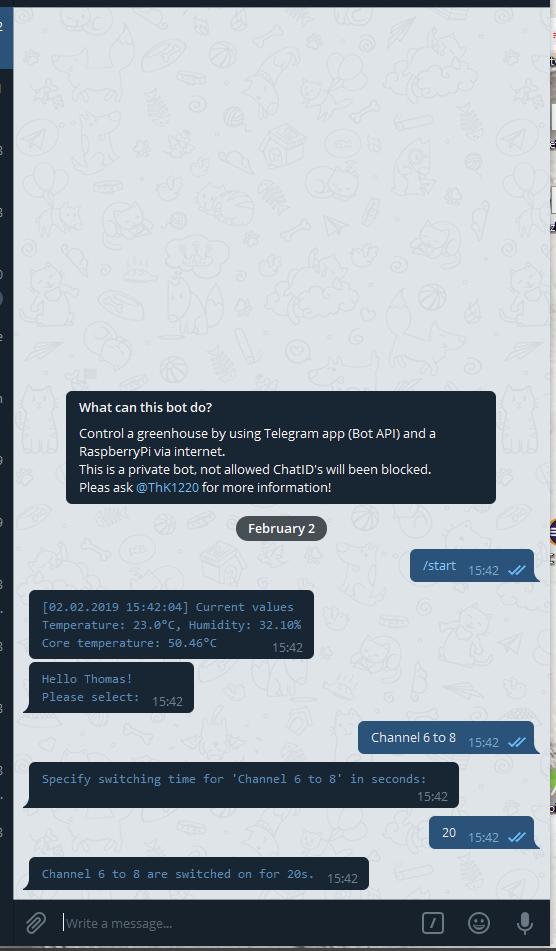 What can this bot do?
Control a greenhouse by using Telegram app (Bot API) and a
RaspberryPi via internet.
This is a private bot, not allowed ChatID's will been blocked.
Pleas ask @ThK1220 for more information!
February 2
/start 15:42
[02.02.2019 15:42:04] Current values
Temperature: 23.0°C, Humidity: 32.10%
Core temperature: 50.46°C 15:42
Hello Thomas!
Please select: 15:42
Channel 6 to 8 15:42
Specify switching time for 'Channel 6 to 8' in seconds:
15:42
20 15:42
Channel 6 to 8 are switched on for 20s. 15:42
Write a message...